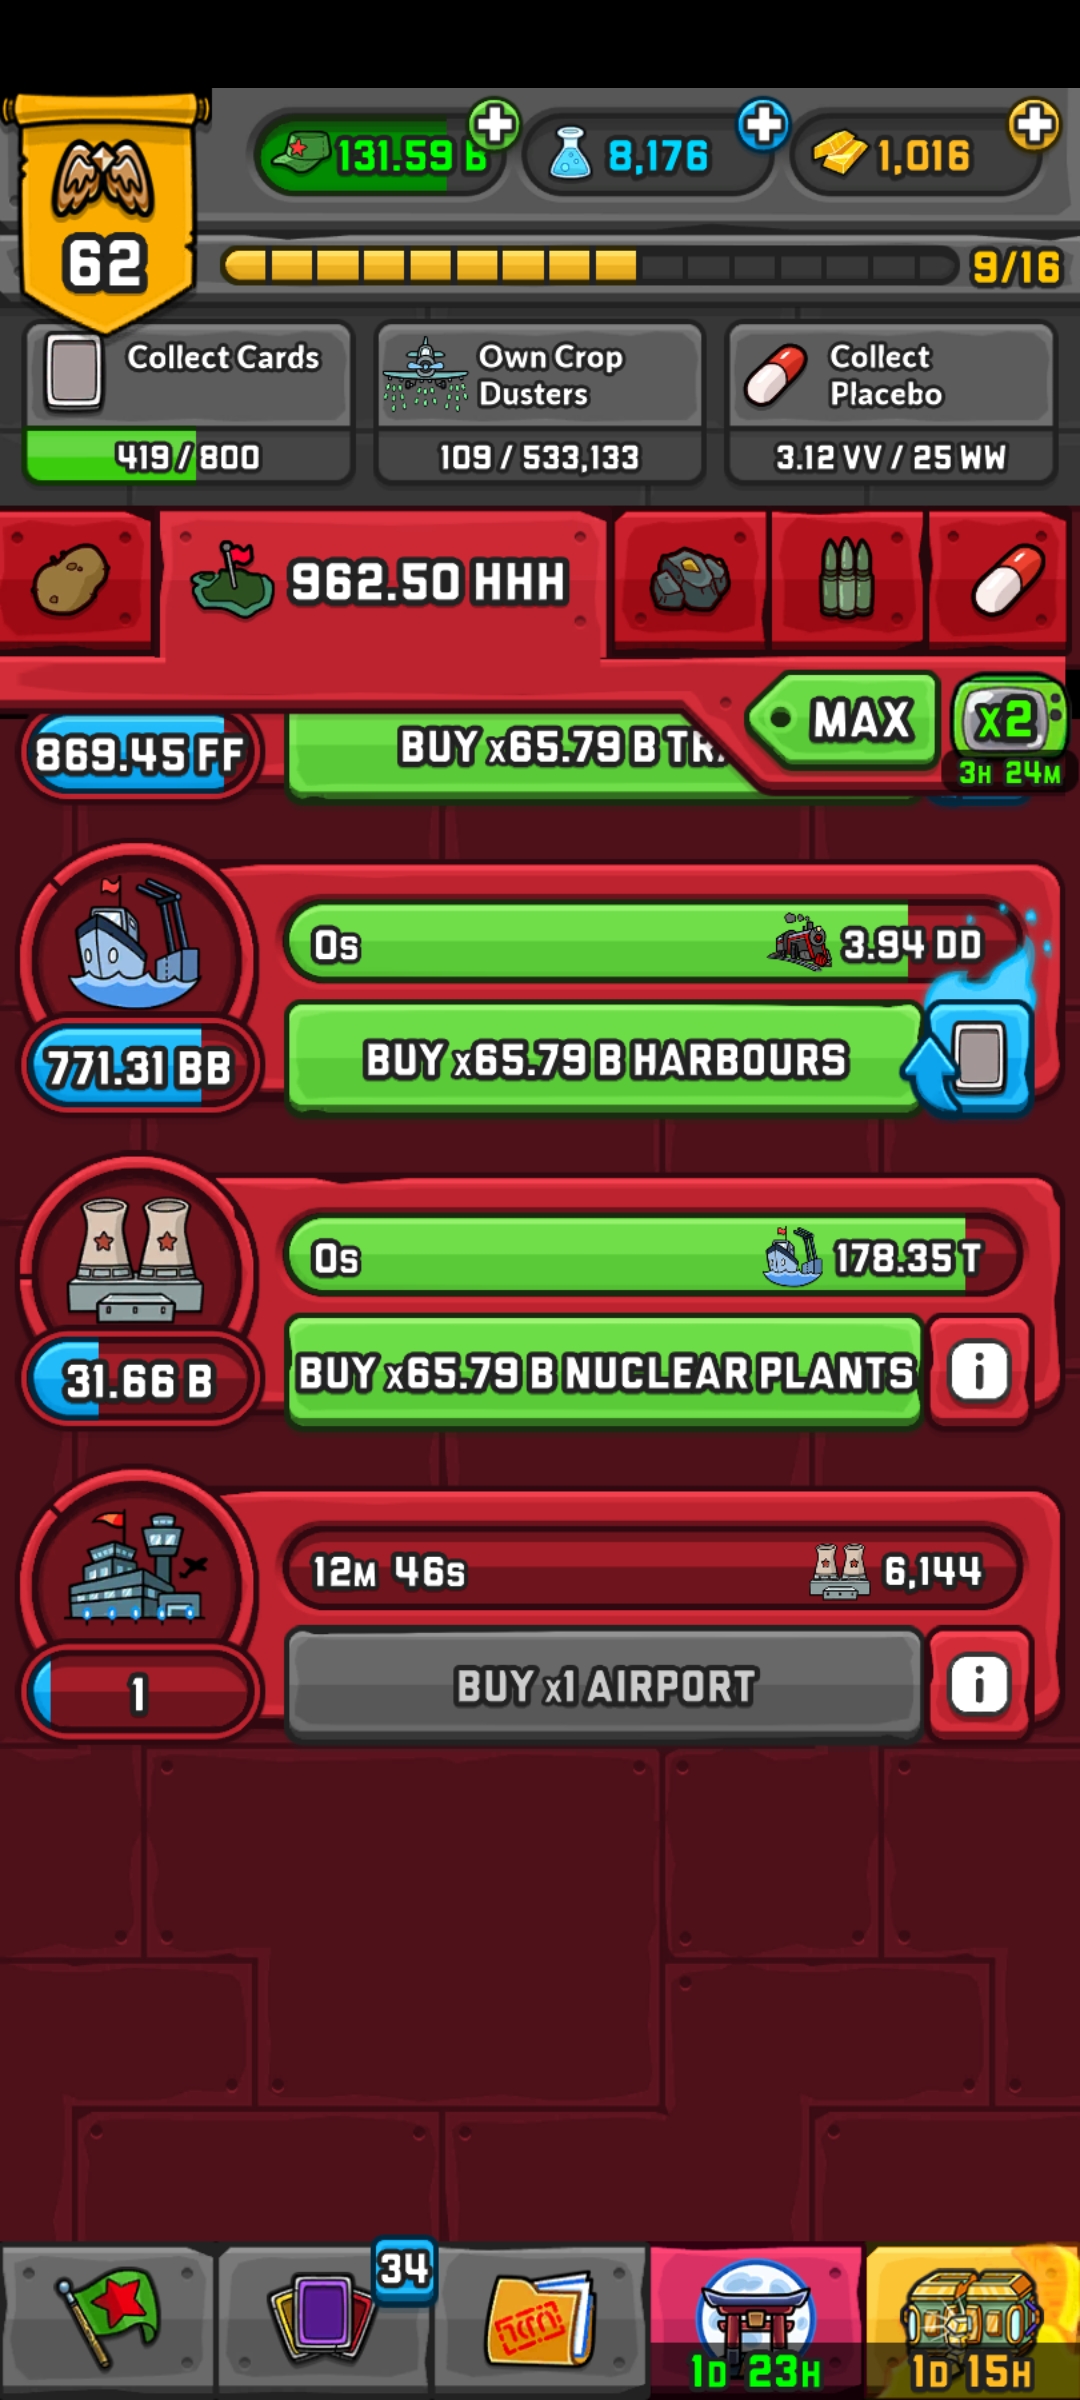 62
131.59 B
8,176
1,016
9/16
Collect Cards
419 / 800
Own Crop
Dusters
109 / 533,133
Collect
Placebo
3.12 VV / 25 WW
962.50 HHH
MAX
x2
3H 24M
869.45 FF
BUY x65.79 B
0s
3.94 DD
771.31 BB
BUY x65.79 B HARBOURS
0s
178.35 T
31.66 B
BUY x65.79 B NUCLEAR PLANTS
i
12M 46s
6,144
1
BUY x1 AIRPORT
i
34
1D 23H
1D 15H